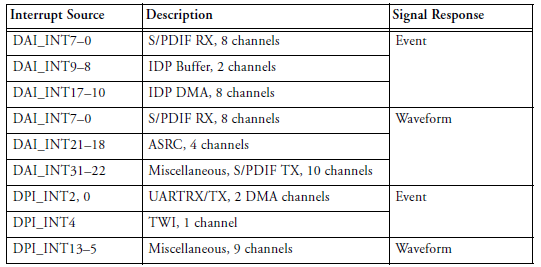 Interrupt Source Description Signal Response
DAI_INT7–0 S/PDIF RX, 8 channels Event
DAI_INT9–8 IDP Buffer, 2 channels
DAI_INT17–10 IDP DMA, 8 channels
DAI_INT7–0 S/PDIF RX, 8 channels Waveform
DAI_INT21–18 ASRC, 4 channels
DAI_INT31–22 Miscellaneous, S/PDIF TX, 10 channels
DPI_INT2, 0 UARTRX/TX, 2 DMA channels Event
DPI_INT4 TWI, 1 channel
DPI_INT13–5 Miscellaneous, 9 channels Waveform